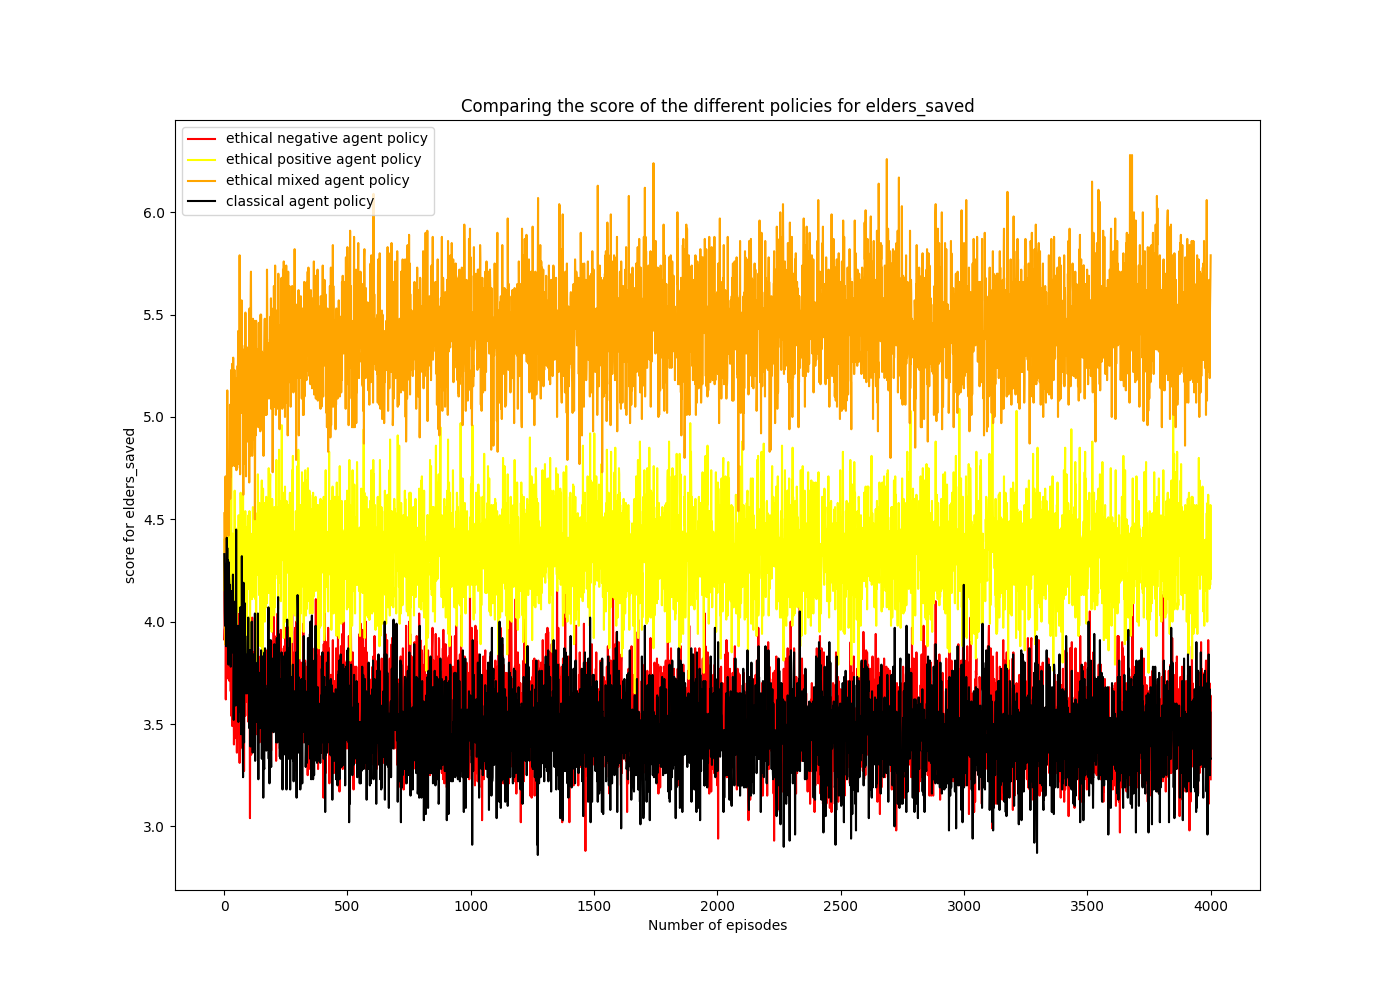 Comparing the score of the different policies for elders_saved
ethical negative agent policy
ethical positive agent policy
ethical mixed agent policy
classical agent policy
6.0
5.5
5.0
4.5
4.0
3.5
3.0
score for elders_saved
0 500 1000 1500 2000 2500 3000 3500 4000
Number of episodes